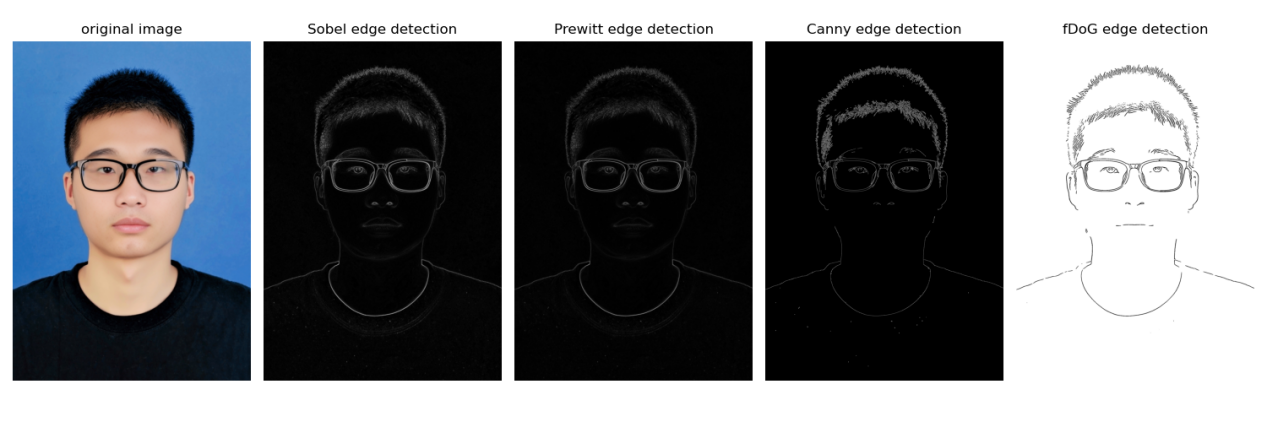 original image
Sobel edge detection
Prewitt edge detection
Canny edge detection
fDoG edge detection